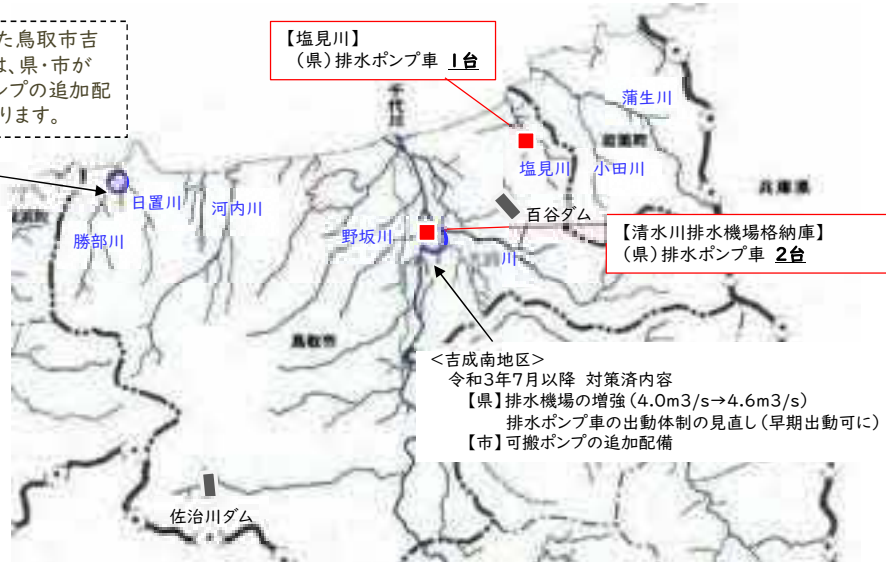 た鳥取市吉
は、県・市が
ンプの追加配
ります。
【塩見川】
（県）排水ポンプ車 1台
千代川
蒲生川
岩美町
塩見川
小田川
兵庫県
日置川
河内川
百谷ダム
勝部川
野坂川
川
【清水川排水機場格納庫】
（県）排水ポンプ車 2台
鳥取市
＜吉成南地区＞
令和3年7月以降 対策済内容
【県】排水機場の増強（4.0m3/s→4.6m3/s）
排水ポンプ車の出動体制の見直し（早期出動可に）
【市】可搬ポンプの追加配備
佐治川ダム